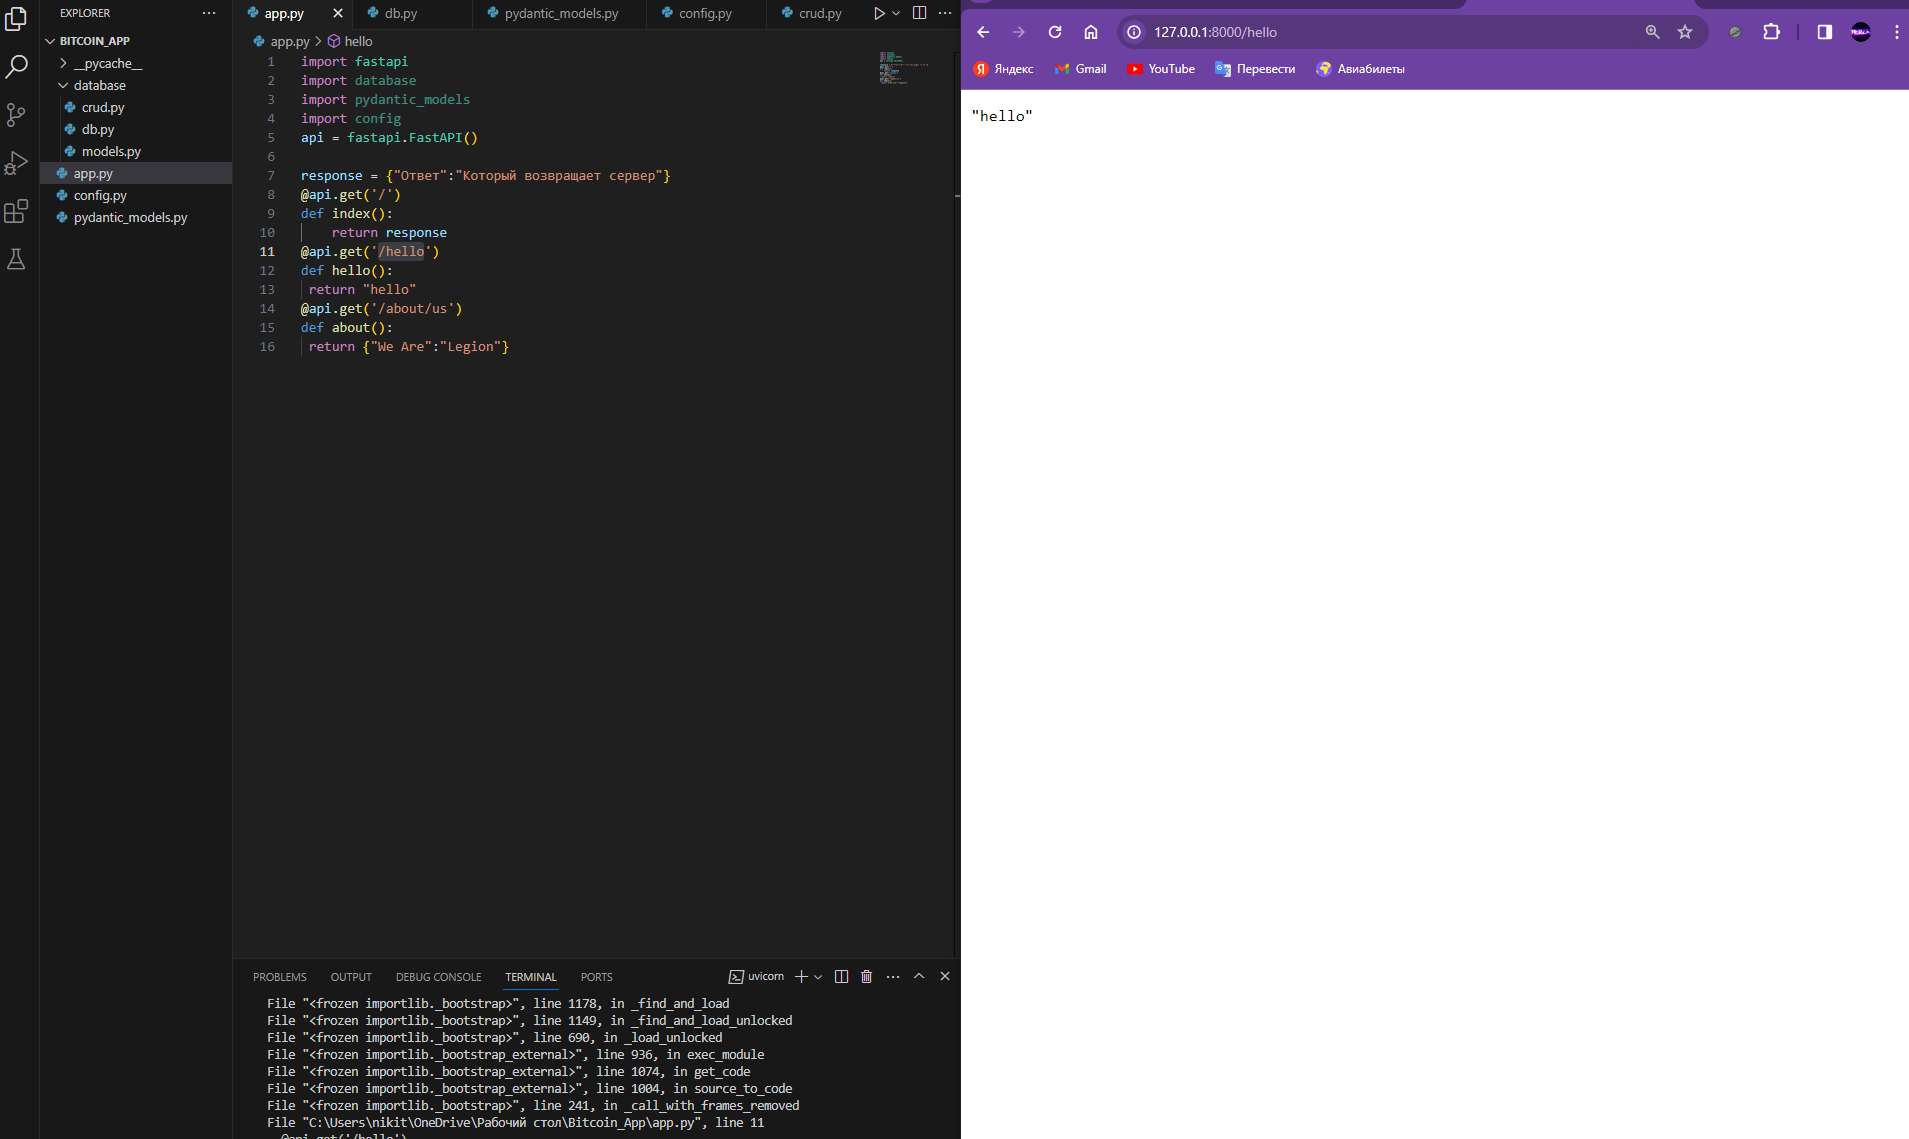 EXPLORER
BITCOIN_APP
__pycache__
database
crud.py
db.py
models.py
app.py
config.py
pydantic_models.py
app.py
db.py
pydantic_models.py
config.py
crud.py
app.py > hello
1 import fastapi
2 import database
3 import pydantic_models
4 import config
5 api = fastapi.FastAPI()
6
7 response = {"Ответ":"Который возвращает сервер"}
8 @api.get('/')
9 def index():
10     return response
11 @api.get('/hello')
12 def hello():
13  return "hello"
14 @api.get('/about/us')
15 def about():
16  return {"We Are":"Legion"}
PROBLEMS OUTPUT DEBUG CONSOLE TERMINAL PORTS
uvicorn
File "<frozen importlib._bootstrap>", line 1178, in _find_and_load
File "<frozen importlib._bootstrap>", line 1149, in _find_and_load_unlocked
File "<frozen importlib._bootstrap>", line 690, in _load_unlocked
File "<frozen importlib._bootstrap_external>", line 936, in exec_module
File "<frozen importlib._bootstrap_external>", line 1074, in get_code
File "<frozen importlib._bootstrap_external>", line 1004, in source_to_code
File "<frozen importlib._bootstrap>", line 241, in _call_with_frames_removed
File "C:\Users\nikit\OneDrive\Рабочий стол\Bitcoin_App\app.py", line 11
@api.get('/hello')
127.0.0.1:8000/hello
Яндекс Gmail YouTube Перевести Авиабилеты
"hello"